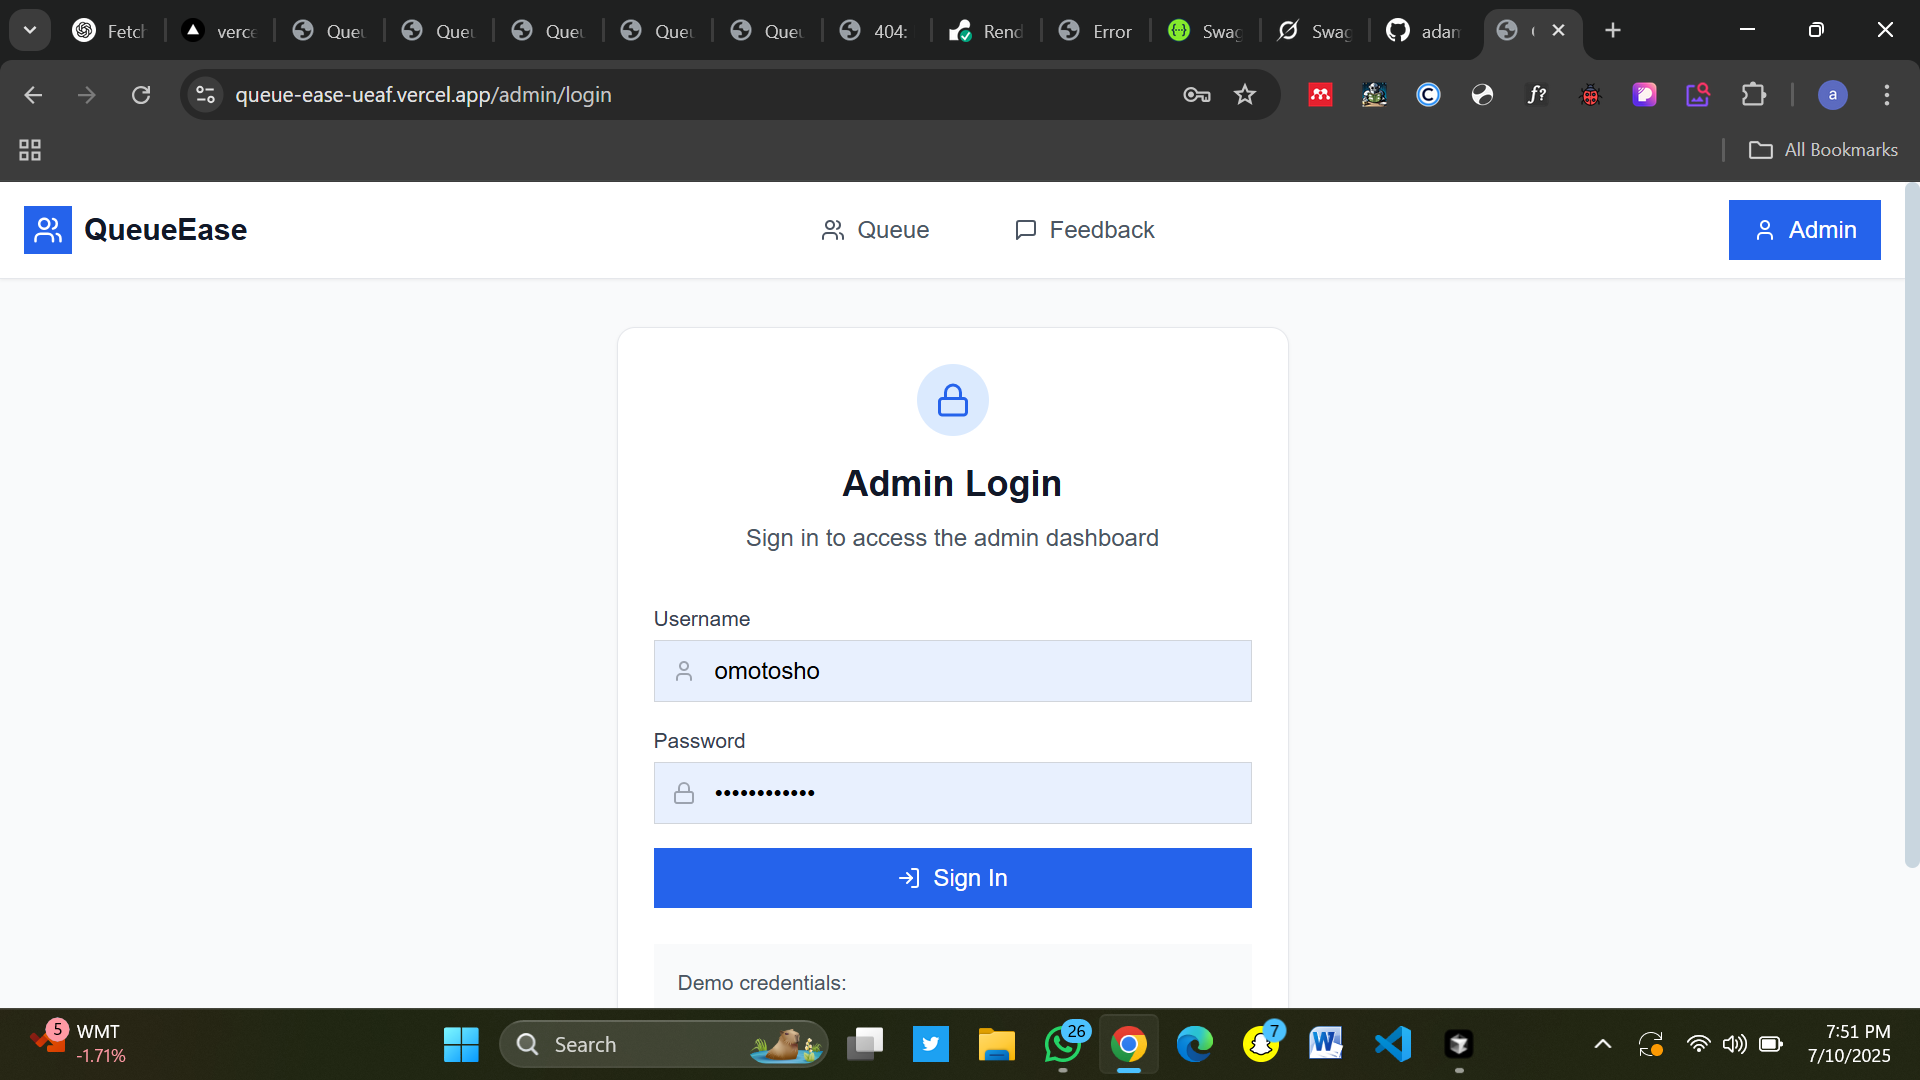 Fetch
verce
Queu
Queu
Queu
Queu
Queu
404:
Rend
Error
Swag
Swag
adam
queue-ease-ueaf.vercel.app/admin/login
f?
a
All Bookmarks
QueueEase
Queue
Feedback
Admin
Admin Login
Sign in to access the admin dashboard
Username
omotosho
Password
••••••••••••
Sign In
Demo credentials:
5
WMT
-1.71%
Search
26
7
7:51 PM
7/10/2025